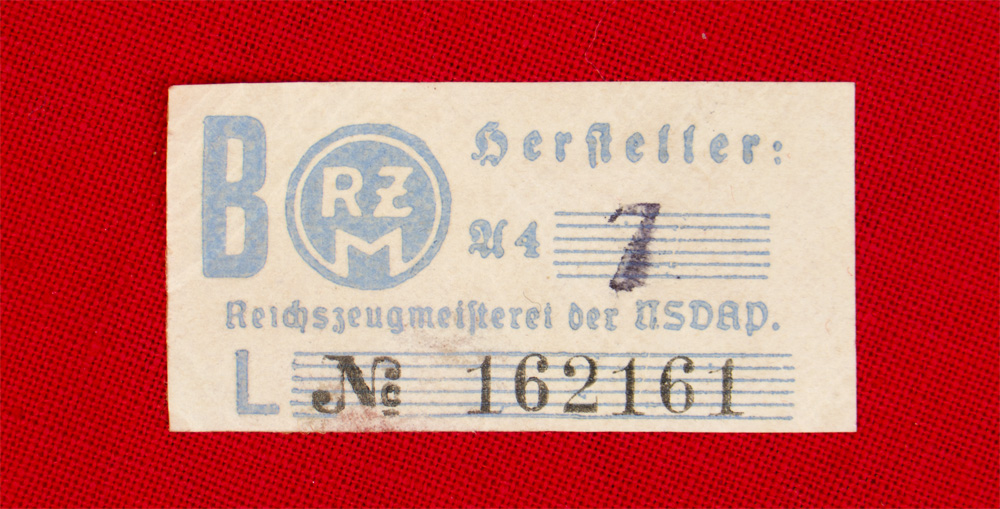 B RZM Hersteller:
A4 7
Reichszeugmeisterei der NSDAP.
L № 162161